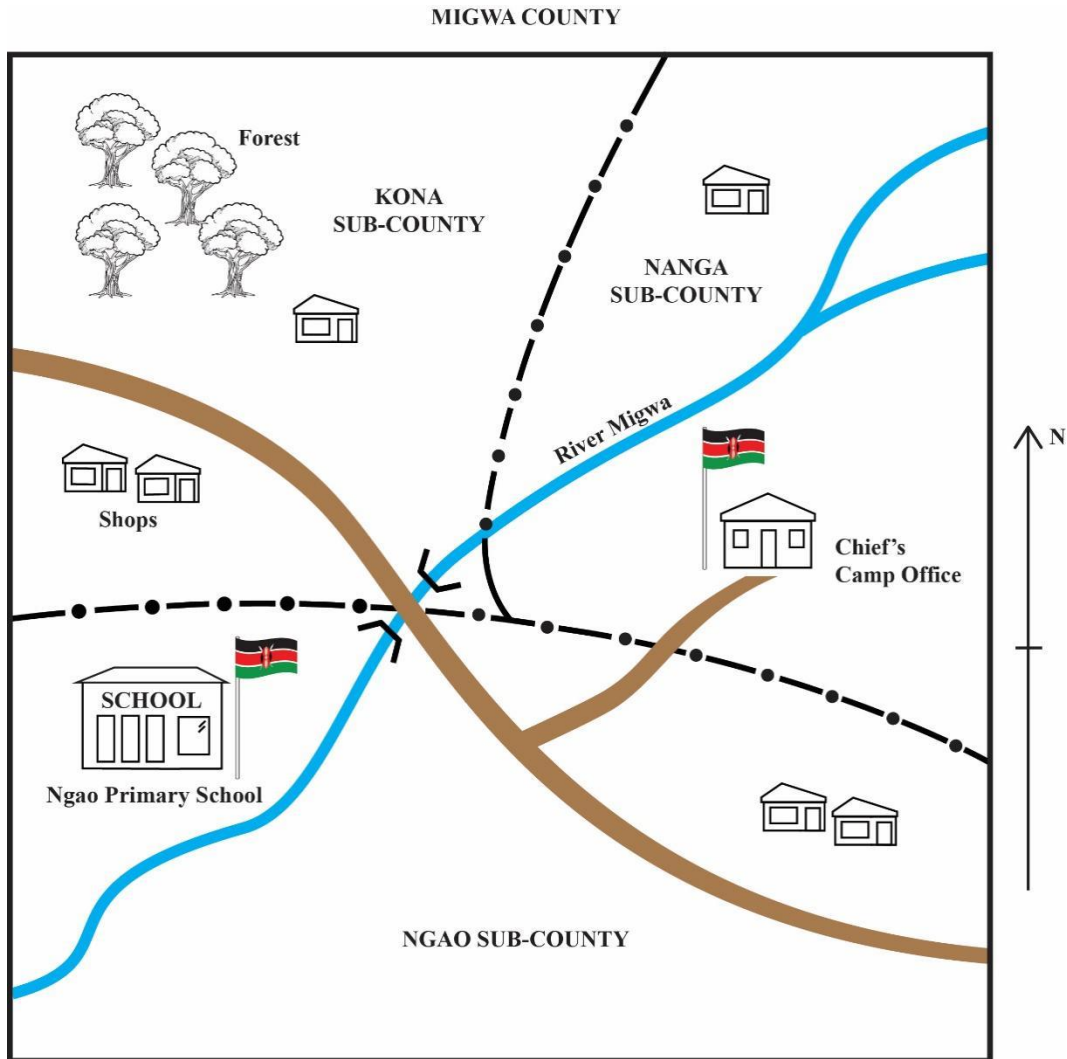 MIGWA COUNTY
Forest
KONA
SUB-COUNTY
NANGA
SUB-COUNTY
River Migwa
N
Shops
Chief's
Camp Office
SCHOOL
Ngao Primary School
NGAO SUB-COUNTY